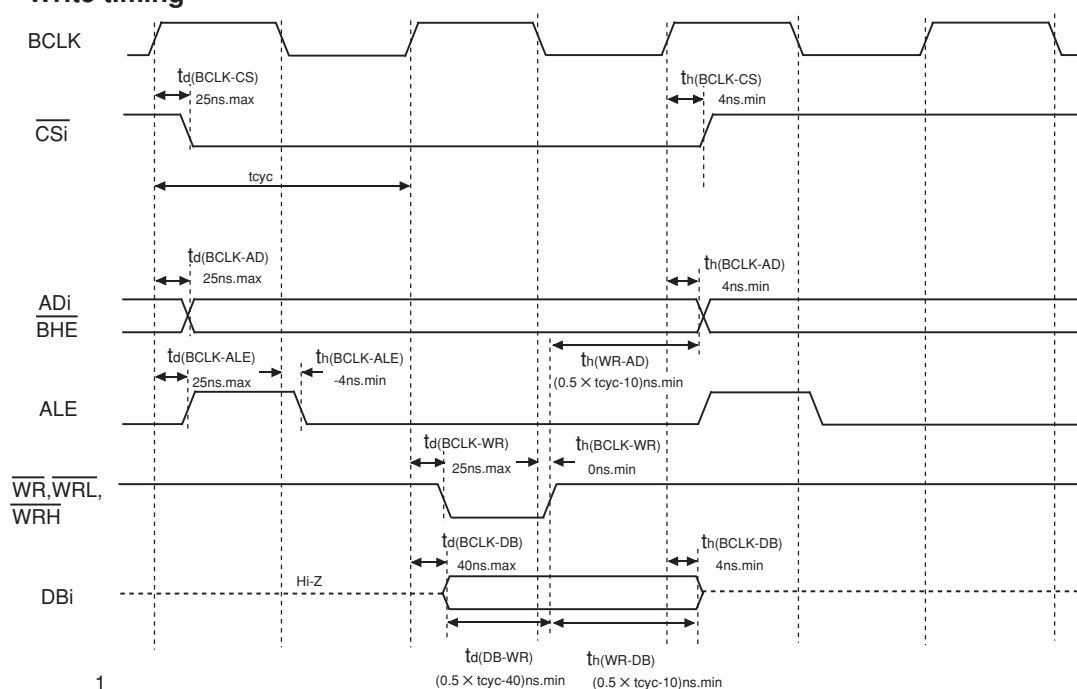 Write timing
BCLK
td(BCLK-CS)
25ns.max
th(BCLK-CS)
4ns.min
CSi
tcyc
td(BCLK-AD)
25ns.max
th(BCLK-AD)
4ns.min
ADi
BHE
td(BCLK-ALE)
25ns.max
th(BCLK-ALE)
-4ns.min
th(WR-AD)
(0.5 × tcyc-10)ns.min
ALE
td(BCLK-WR)
25ns.max
th(BCLK-WR)
0ns.min
WR,WRL,
WRH
td(BCLK-DB)
40ns.max
th(BCLK-DB)
4ns.min
Hi-Z
DBi
td(DB-WR)
(0.5 × tcyc-40)ns.min
th(WR-DB)
(0.5 × tcyc-10)ns.min
1